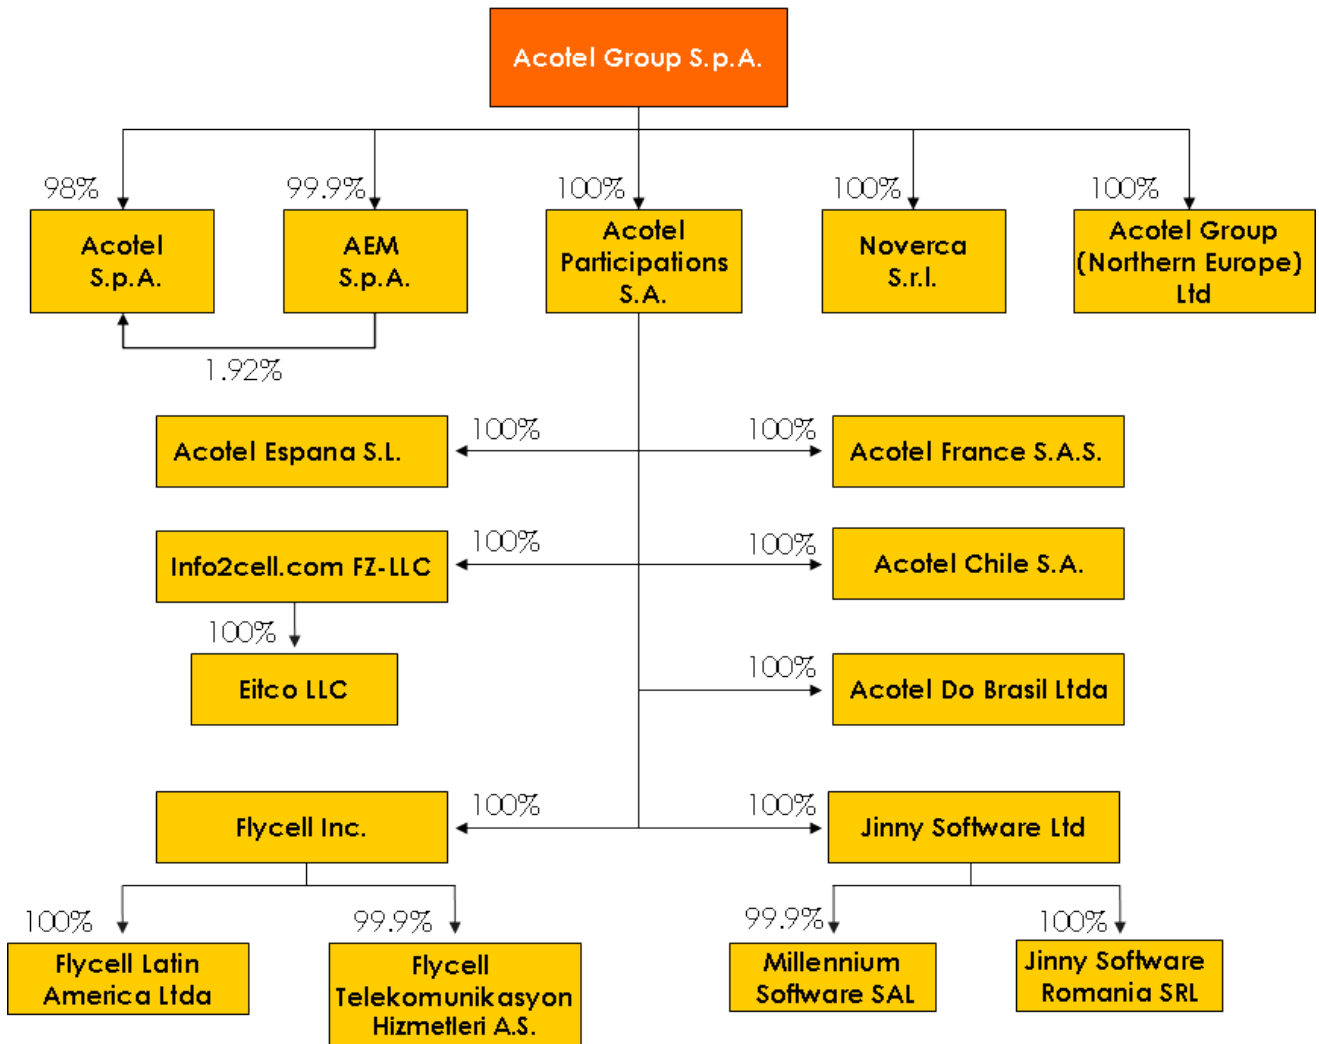 Acotel Group S.p.A.
98%
99.9%
100%
100%
100%
Acotel
S.p.A.
AEM
S.p.A.
Acotel
Participations
S.A.
Noverca
S.r.l.
Acotel Group
(Northern Europe)
Ltd
1.92%
100%
100%
Acotel Espana S.L.
Acotel France S.A.S.
100%
100%
Info2cell.com FZ-LLC
Acotel Chile S.A.
100%
100%
Eitco LLC
Acotel Do Brasil Ltda
100%
100%
Flycell Inc.
Jinny Software Ltd
100%
99.9%
99.9%
100%
Flycell Latin
America Ltda
Flycell
Telekomunikasyon
Hizmetleri A.S.
Millennium
Software SAL
Jinny Software
Romania SRL